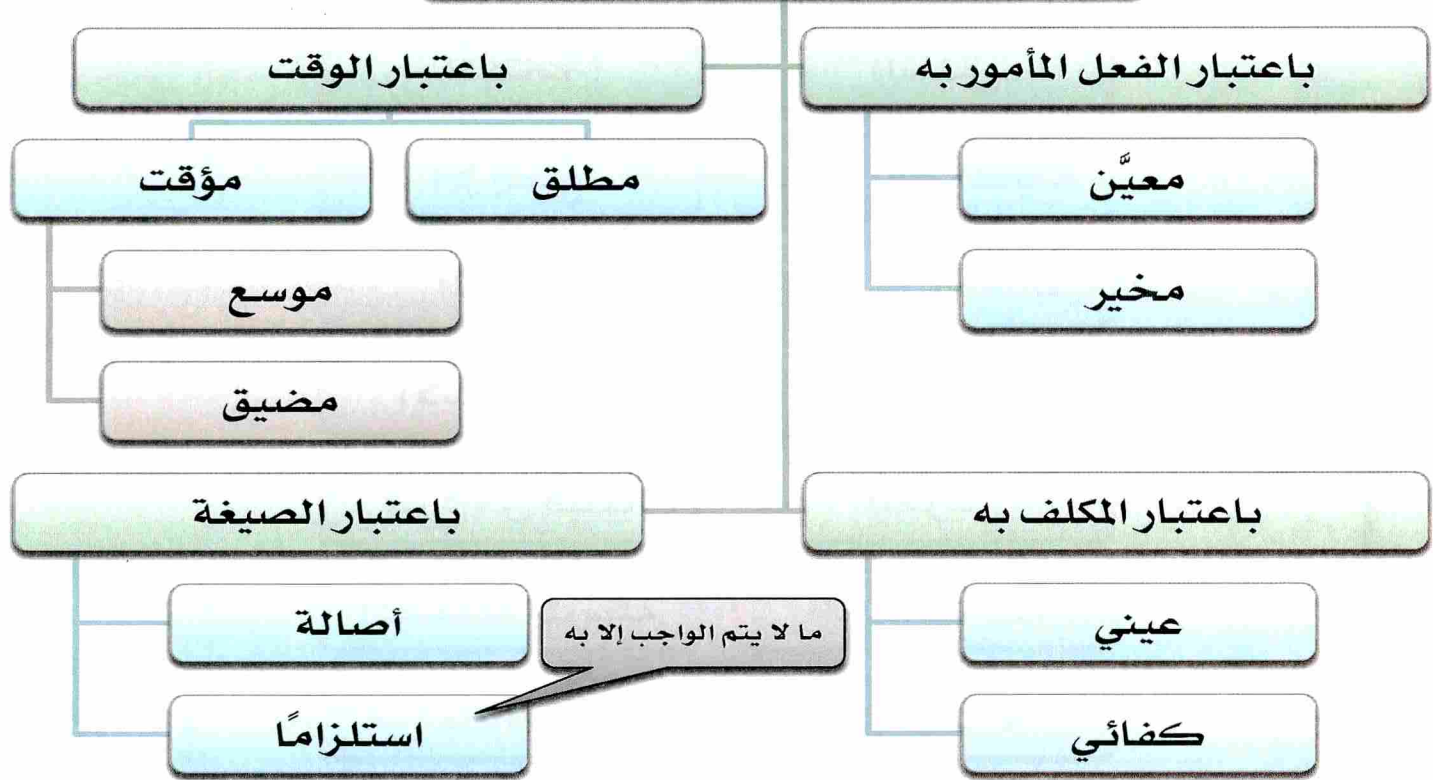 باعتبار الفعل المأمور به
معيَّن
مخير
باعتبار الوقت
مطلق
مؤقت
موسع
مضيق
باعتبار المكلف به
عيني
كفائي
باعتبار الصيغة
أصالة
ما لا يتم الواجب إلا به
استلزامًا